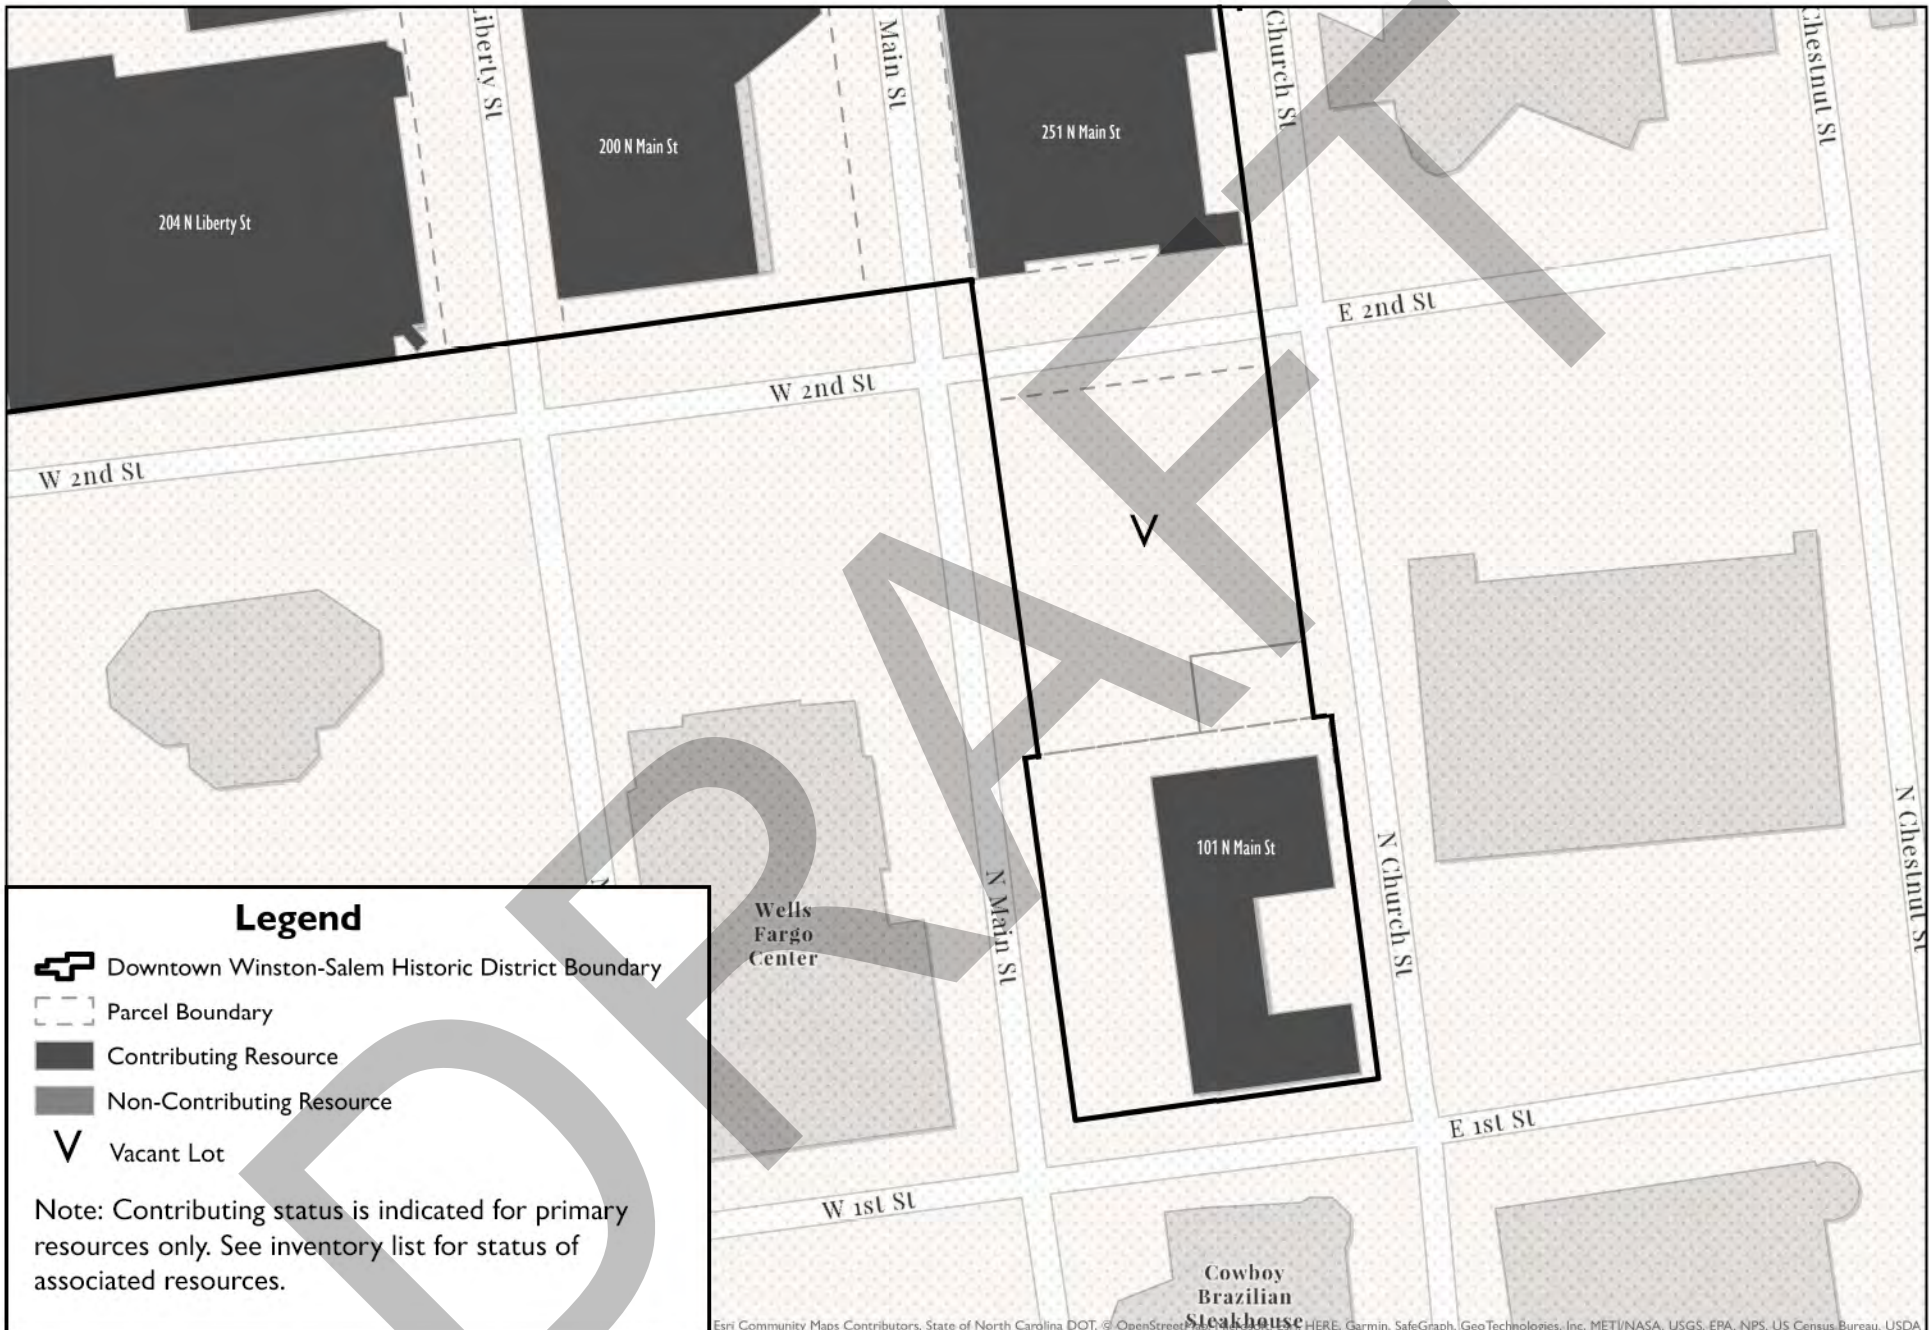 Liberty St
Main St
Church St
Chestnut St
200 N Main St
251 N Main St
204 N Liberty St
E 2nd St
W 2nd St
W 2nd St
V
101 N Main St
N Chestnut St
N Church St
N Main St
N
Wells
Fargo
Center
E 1st St
W 1st St
Cowboy
Brazilian
Steakhouse
Legend
Downtown Winston-Salem Historic District Boundary
Parcel Boundary
Contributing Resource
Non-Contributing Resource
V Vacant Lot
Note: Contributing status is indicated for primary
resources only. See inventory list for status of
associated resources.
DRAFT
Esri Community Maps Contributors, State of North Carolina DOT, © HERE, Garmin, SafeGraph, GeoTechnologies, Inc, METI/NASA, USGS, EPA, NPS, US Census Bureau, USDA